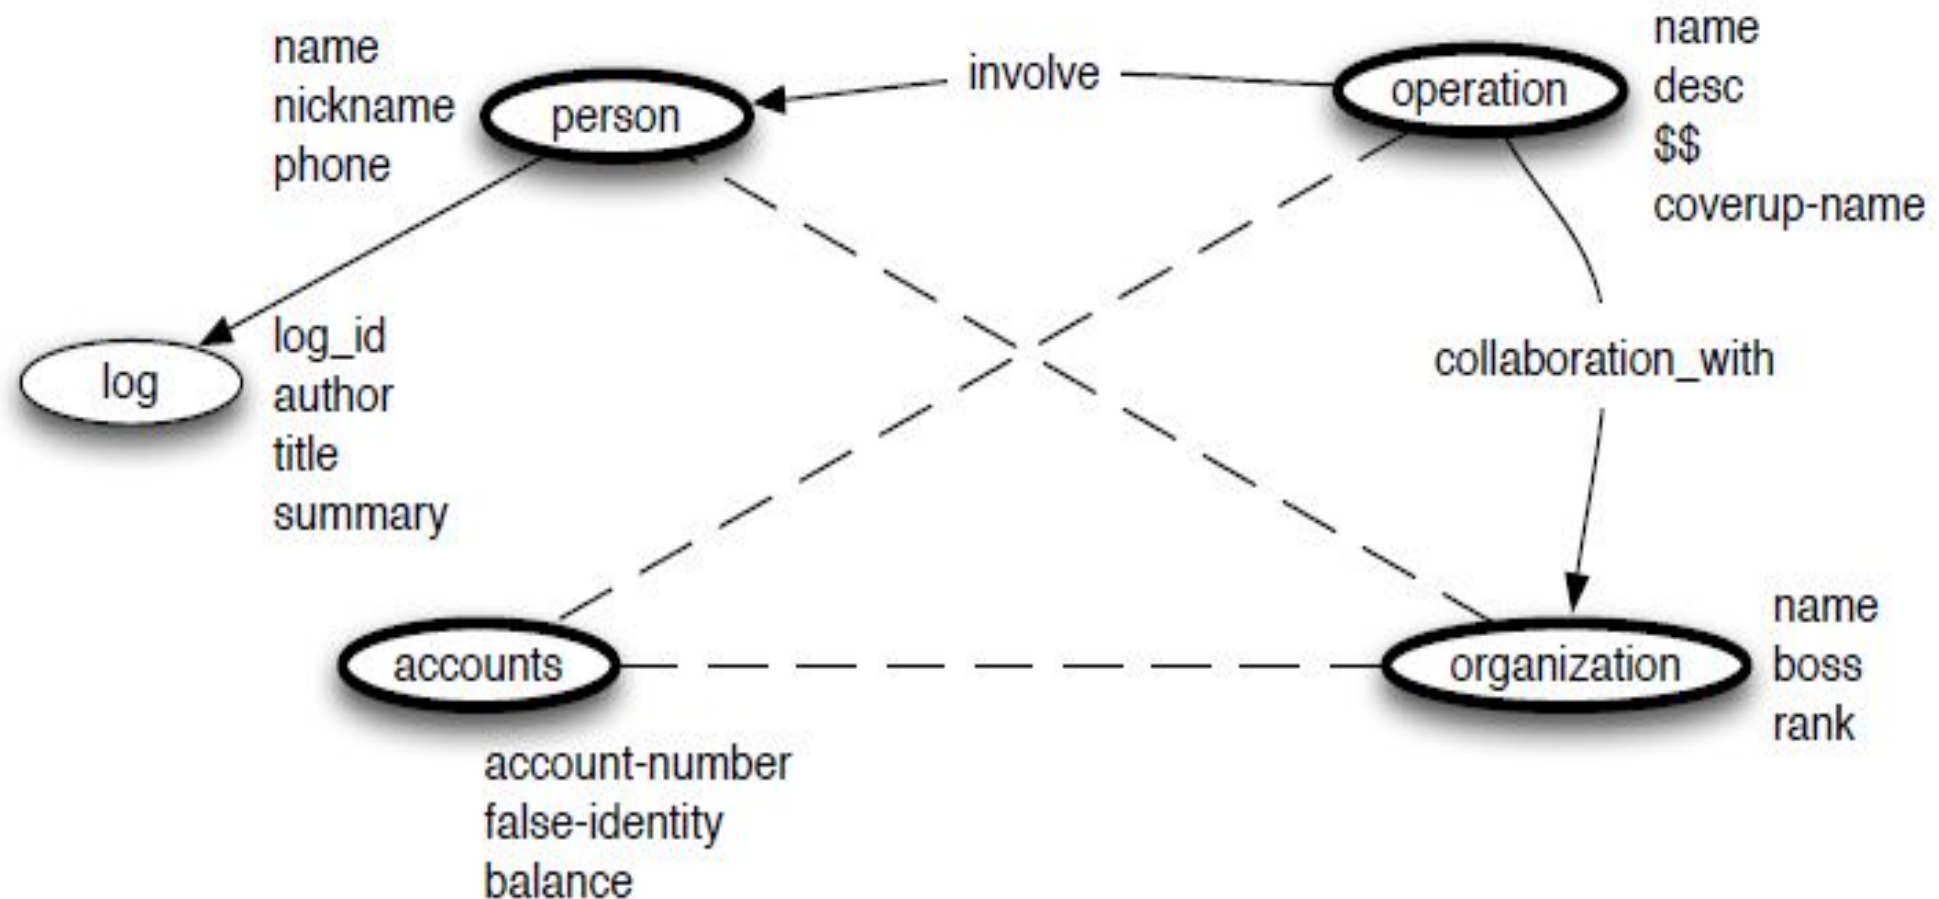 name
nickname
phone
person
involve
operation
name
desc
$$
coverup-name
log
log_id
author
title
summary
collaboration_with
accounts
account-number
false-identity
balance
organization
name
boss
rank